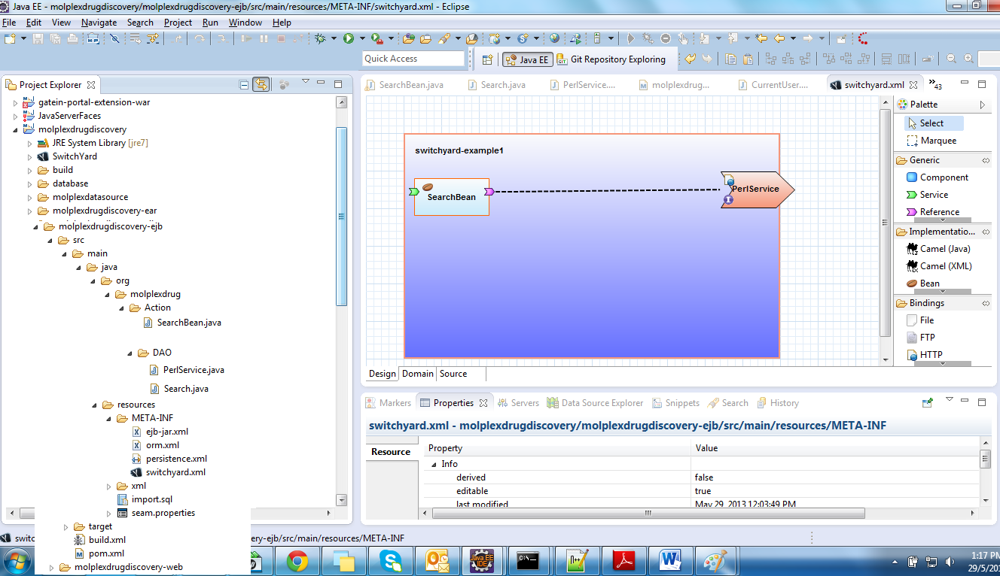 Java EE - molplexdrugdiscovery/molplexdrugdiscovery-ejb/src/main/resources/META-INF/switchyard.xml - Eclipse
File Edit View Navigate Search Project Run Window Help
Quick Access Java EE Git Repository Exploring
Project Explorer
gatein-portal-extension-war
JavaServerFaces
molplexdrugdiscovery
JRE System Library [jre7]
SwitchYard
build
database
molplexdatasource
molplexdrugdiscovery-ear
molplexdrugdiscovery-ejb
src
main
java
org
molplexdrug
Action
SearchBean.java
DAO
PerlService.java
Search.java
resources
META-INF
ejb-jar.xml
orm.xml
persistence.xml
switchyard.xml
xml
import.sql
seam.properties
target
build.xml
pom.xml
molplexdrugdiscovery-web
SearchBean.java Search.java PerlService.... molplexdrug... CurrentUser.... switchyard.xml 43
switchyard-example1
SearchBean
PerlService
Palette
Select
Marquee
Generic
Component
Service
Reference
Implementatio...
Camel (Java)
Camel (XML)
Bean
Bindings
File
FTP
HTTP
Design Domain Source
Markers Properties Servers Data Source Explorer Snippets Search History
switchyard.xml - molplexdrugdiscovery/molplexdrugdiscovery-ejb/src/main/resources/META-INF
Resource
Property Value
Info
derived false
editable true
last modified May 29, 2013 12:03:49 PM
switc
ery-ejb/src/main/resources/META-INF
Java EE
IDE
1:17 PM
29/5/201